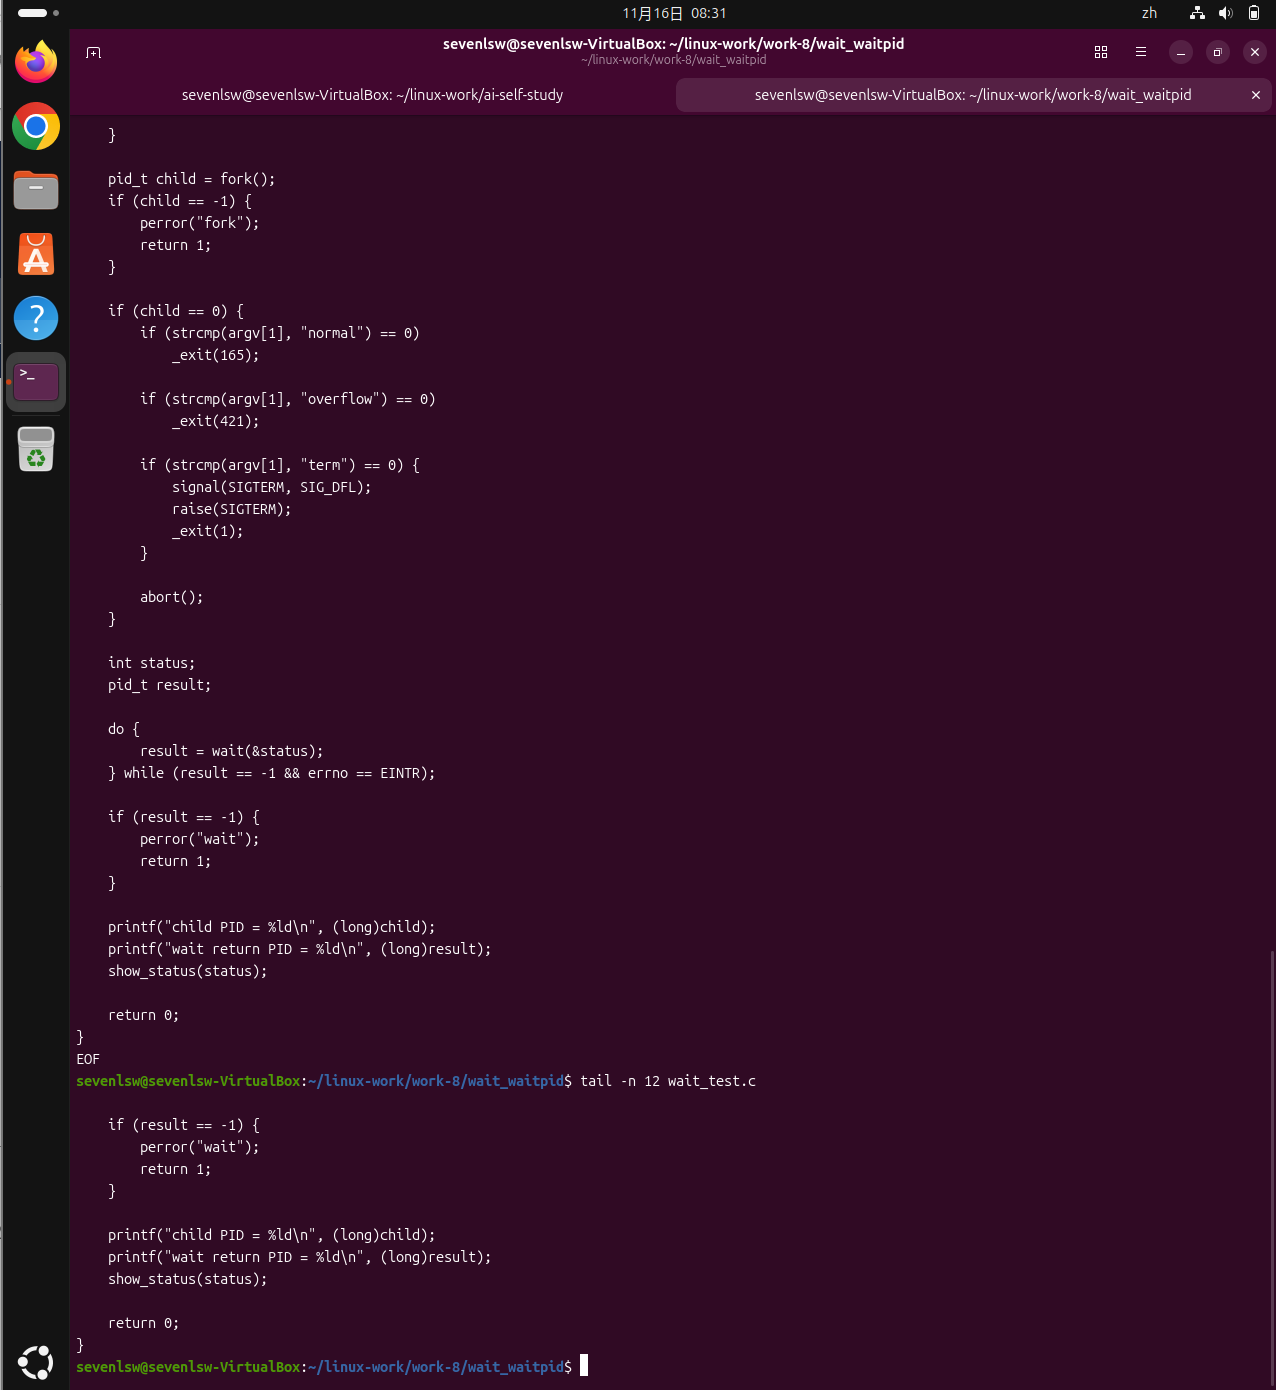 11月16日 08:31
zh
sevenlsw@sevenlsw-VirtualBox: ~/linux-work/work-8/wait_waitpid
~/linux-work/work-8/wait_waitpid
sevenlsw@sevenlsw-VirtualBox: ~/linux-work/ai-self-study
sevenlsw@sevenlsw-VirtualBox: ~/linux-work/work-8/wait_waitpid
    }

    pid_t child = fork();
    if (child == -1) {
        perror("fork");
        return 1;
    }

    if (child == 0) {
        if (strcmp(argv[1], "normal") == 0)
            _exit(165);

        if (strcmp(argv[1], "overflow") == 0)
            _exit(421);

        if (strcmp(argv[1], "term") == 0) {
            signal(SIGTERM, SIG_DFL);
            raise(SIGTERM);
            _exit(1);
        }

        abort();
    }

    int status;
    pid_t result;

    do {
        result = wait(&status);
    } while (result == -1 && errno == EINTR);

    if (result == -1) {
        perror("wait");
        return 1;
    }

    printf("child PID = %ld\n", (long)child);
    printf("wait return PID = %ld\n", (long)result);
    show_status(status);

    return 0;
}
EOF
sevenlsw@sevenlsw-VirtualBox:~/linux-work/work-8/wait_waitpid$ tail -n 12 wait_test.c

    if (result == -1) {
        perror("wait");
        return 1;
    }

    printf("child PID = %ld\n", (long)child);
    printf("wait return PID = %ld\n", (long)result);
    show_status(status);

    return 0;
}
sevenlsw@sevenlsw-VirtualBox:~/linux-work/work-8/wait_waitpid$